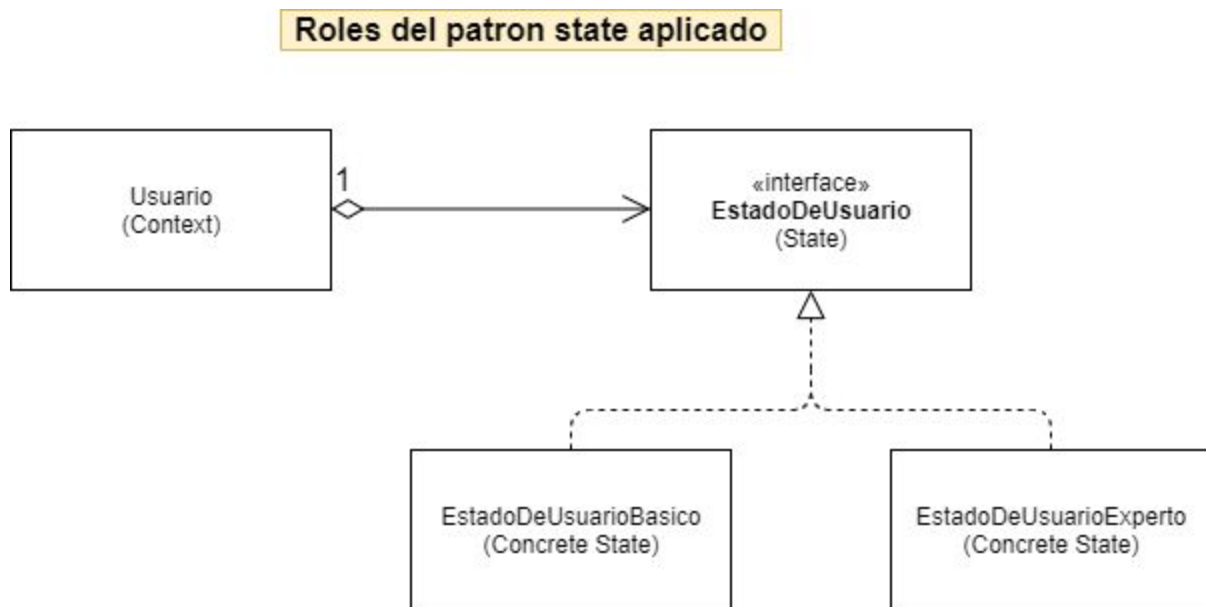 Roles del patron state aplicado
Usuario
(Context)
1
«interface»
EstadoDeUsuario
(State)
EstadoDeUsuarioBasico
(Concrete State)
EstadoDeUsuarioExperto
(Concrete State)